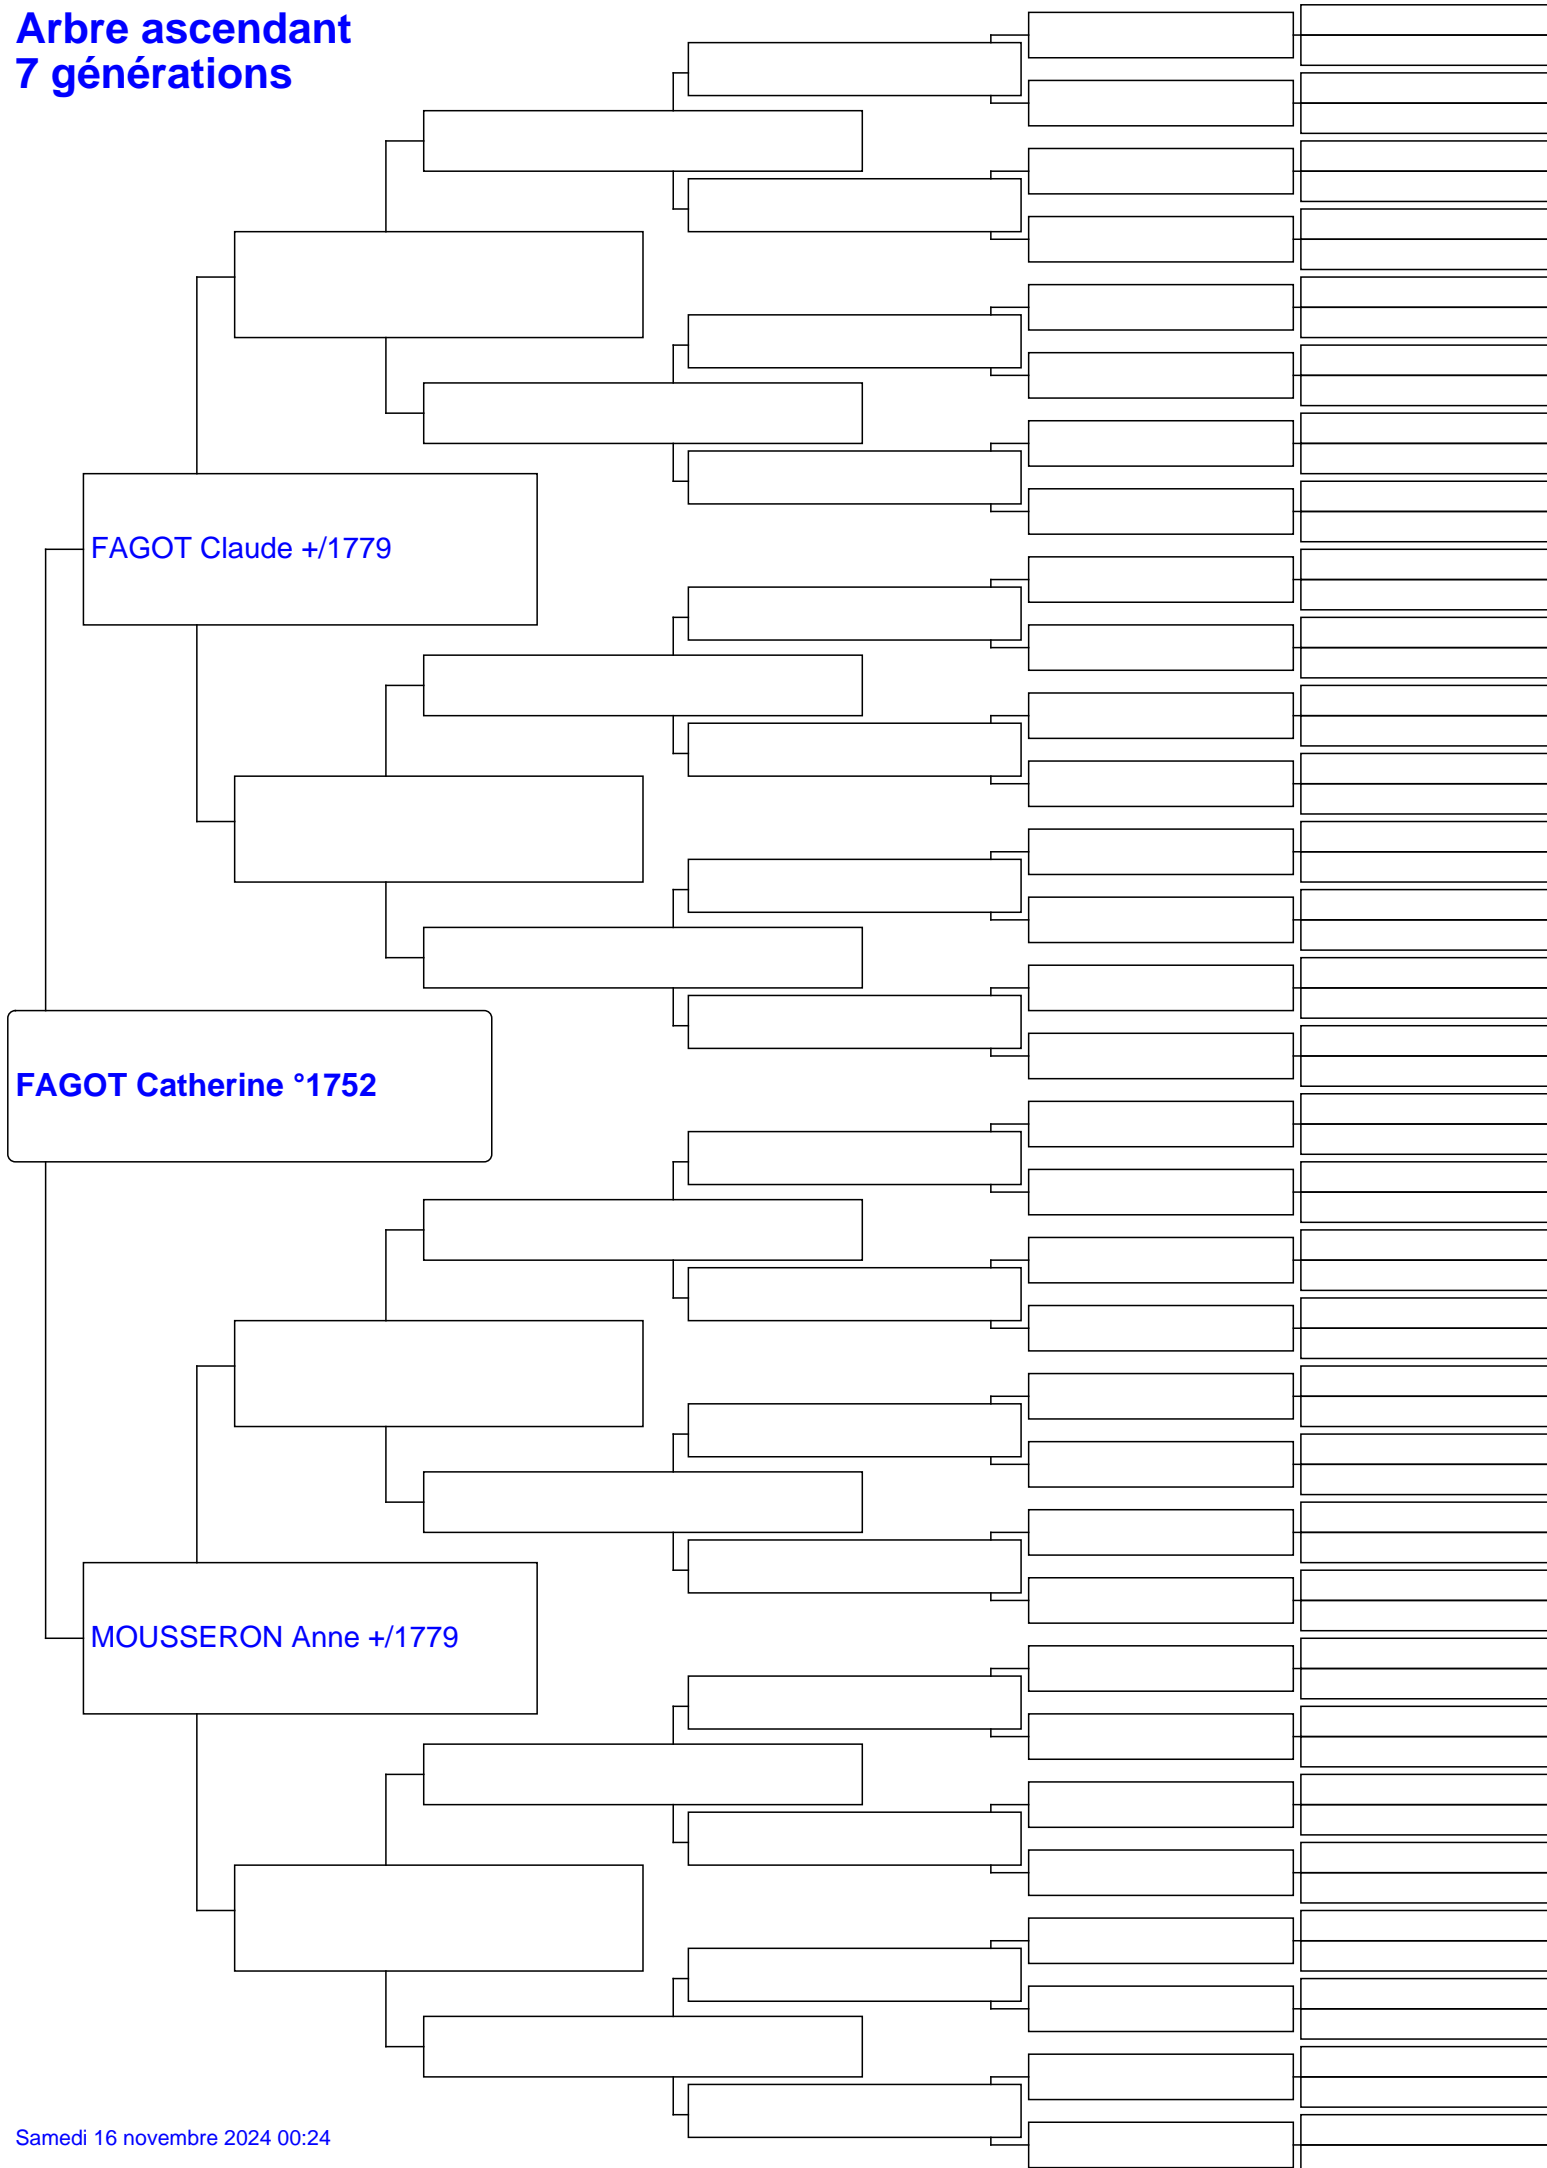 Arbre ascendant
7 générations
FAGOT Claude +/1779
FAGOT Catherine °1752
MOUSSERON Anne +/1779
Samedi 16 novembre 2024 00:24